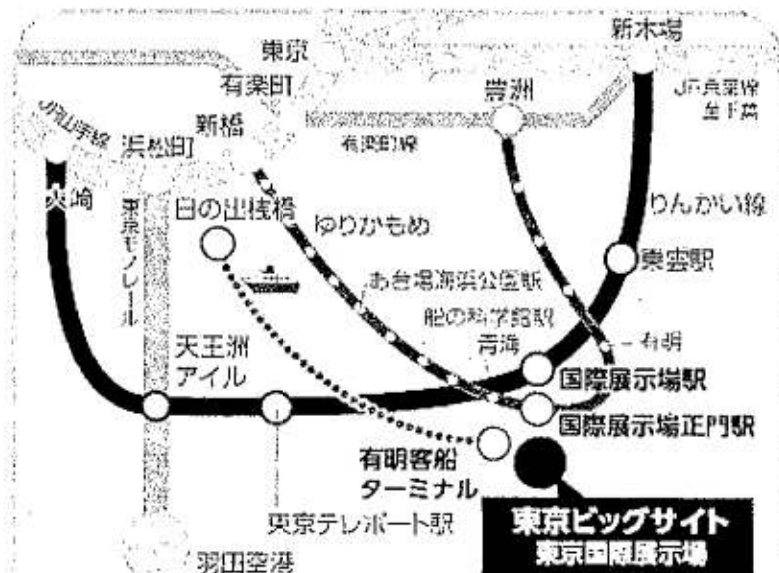 新木場
東京
有楽町
豊洲
JR京葉線
至千葉
新橋
有楽町線
JR山手線
浜松町
大崎
東京モノレール
日の出桟橋
ゆりかもめ
りんかい線
東雲駅
お台場海浜公園駅
船の科学館駅
青海
有明
天王洲
アイル
国際展示場駅
国際展示場正門駅
有明客船
ターミナル
東京テレポート駅
羽田空港
東京ビッグサイト
東京国際展示場